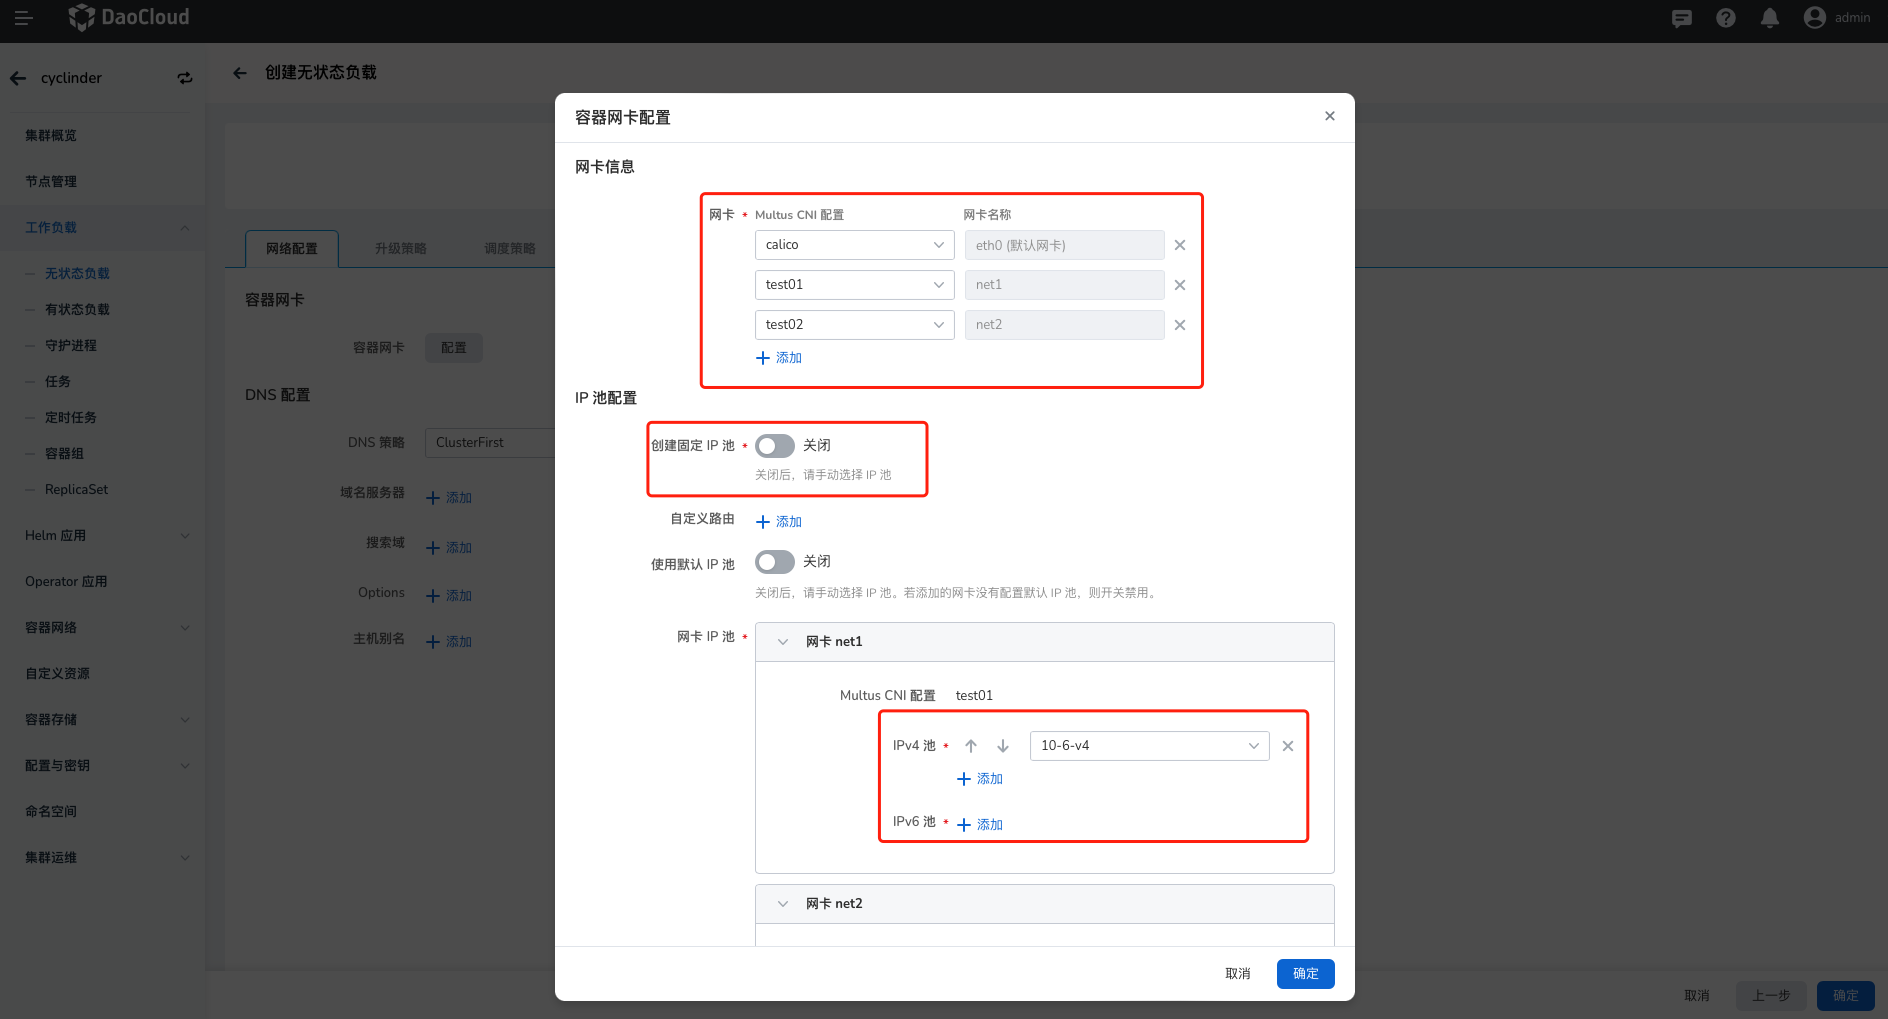 DaoCloud
admin
cyclinder
创建无状态负载
集群概览
节点管理
工作负载
无状态负载
有状态负载
守护进程
任务
定时任务
容器组
ReplicaSet
Helm 应用
Operator 应用
容器网络
自定义资源
容器存储
配置与密钥
命名空间
集群运维
网络配置
升级策略
调度策略
容器网卡
容器网卡
配置
DNS 配置
DNS 策略
ClusterFirst
域名服务器
添加
搜索域
添加
Options
添加
主机别名
添加
容器网卡配置
网卡信息
网卡 *
Multus CNI 配置
网卡名称
calico
eth0 (默认网卡)
test01
net1
test02
net2
添加
IP 池配置
创建固定 IP 池 *
关闭
关闭后，请手动选择 IP 池
自定义路由
添加
使用默认 IP 池
关闭
关闭后，请手动选择 IP 池。若添加的网卡没有配置默认 IP 池，则开关禁用。
网卡 IP 池 *
网卡 net1
Multus CNI 配置
test01
IPv4 池 *
10-6-v4
添加
IPv6 池 *
添加
网卡 net2
取消
确定
取消
上一步
确定